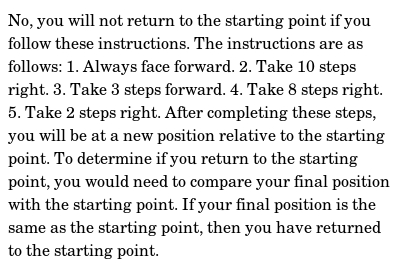 No, you will not return to the starting point if you
follow these instructions. The instructions are as
follows: 1. Always face forward. 2. Take 10 steps
right. 3. Take 3 steps forward. 4. Take 8 steps right.
5. Take 2 steps right. After completing these steps,
you will be at a new position relative to the starting
point. To determine if you return to the starting
point, you would need to compare your final position
with the starting point. If your final position is the
same as the starting point, then you have returned
to the starting point.